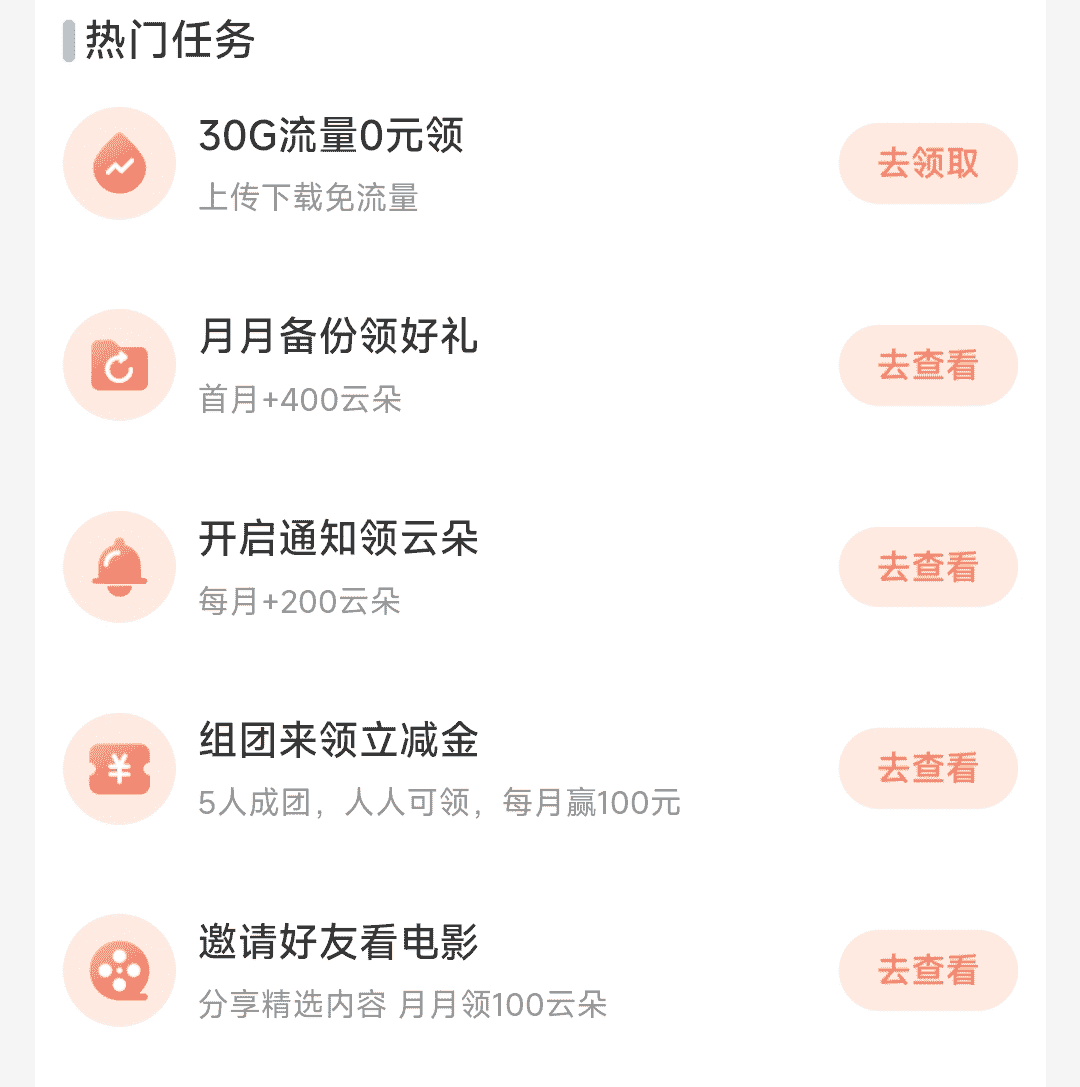 热门任务
30G流量0元领
上传下载免流量
去领取
月月备份领好礼
首月+400云朵
去查看
开启通知领云朵
每月+200云朵
去查看
组团来领立减金
5人成团，人人可领，每月赢100元
去查看
邀请好友看电影
分享精选内容 月月领100云朵
去查看